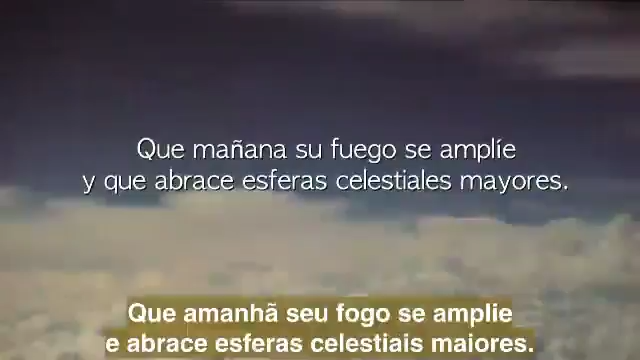 Que mañana su fuego se amplíe
y que abrace esferas celestiales mayores.
Que amanhã seu fogo se amplie
e abrace esferas celestiais maiores.